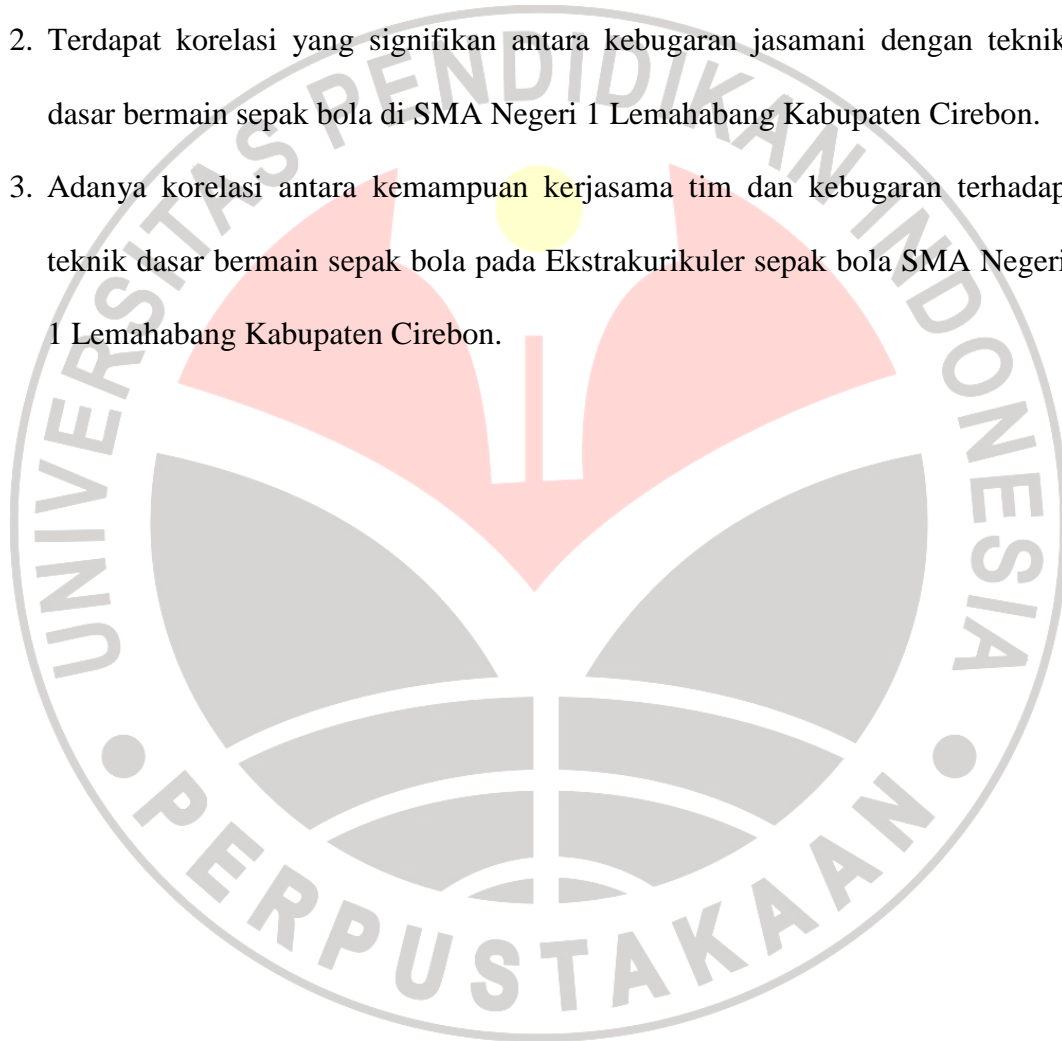 2. Terdapat korelasi yang signifikan antara kebugaran jasamani dengan teknik
dasar bermain sepak bola di SMA Negeri 1 Lemahabang Kabupaten Cirebon.
3. Adanya korelasi antara kemampuan kerjasama tim dan kebugaran terhadap
teknik dasar bermain sepak bola pada Ekstrakurikuler sepak bola SMA Negeri
1 Lemahabang Kabupaten Cirebon.
UNIVERSITAS PENDIDIKAN INDONESIA
PERPUSTAKAAN